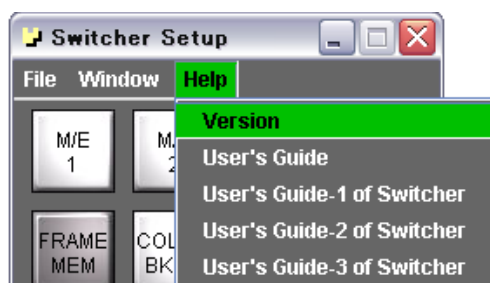 Switcher Setup
File Window Help
Version
User's Guide
User's Guide-1 of Switcher
User's Guide-2 of Switcher
User's Guide-3 of Switcher
M/E
1
FRAME
MEM